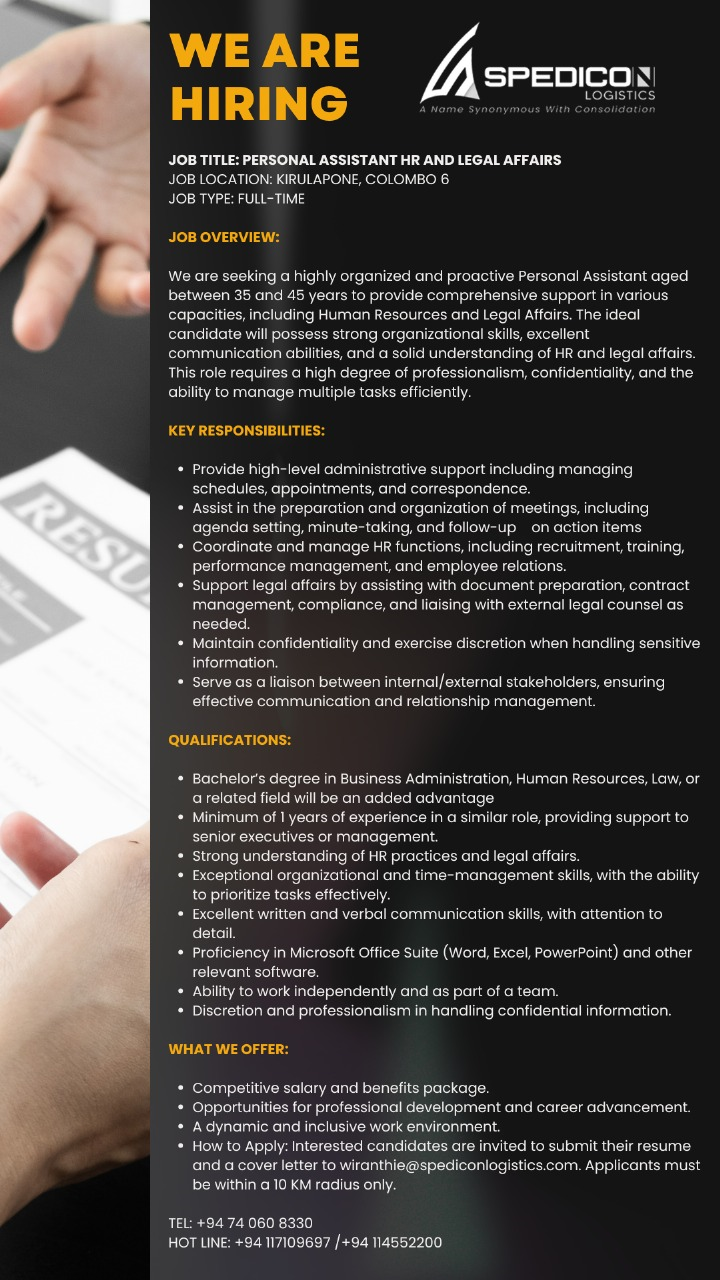 WE ARE
HIRING
SPEDICON
LOGISTICS
A Name Synonymous With Consolidation
JOB TITLE: PERSONAL ASSISTANT HR AND LEGAL AFFAIRS
JOB LOCATION: KIRULAPONE, COLOMBO 6
JOB TYPE: FULL-TIME
JOB OVERVIEW:
We are seeking a highly organized and proactive Personal Assistant aged
between 35 and 45 years to provide comprehensive support in various
capacities, including Human Resources and Legal Affairs. The ideal
candidate will possess strong organizational skills, excellent
communication abilities, and a solid understanding of HR and legal affairs.
This role requires a high degree of professionalism, confidentiality, and the
ability to manage multiple tasks efficiently.
KEY RESPONSIBILITIES:
• Provide high-level administrative support including managing
schedules, appointments, and correspondence.
• Assist in the preparation and organization of meetings, including
agenda setting, minute-taking, and follow-up on action items
• Coordinate and manage HR functions, including recruitment, training,
performance management, and employee relations.
• Support legal affairs by assisting with document preparation, contract
management, compliance, and liaising with external legal counsel as
needed.
• Maintain confidentiality and exercise discretion when handling sensitive
information.
• Serve as a liaison between internal/external stakeholders, ensuring
effective communication and relationship management.
QUALIFICATIONS:
• Bachelor's degree in Business Administration, Human Resources, Law, or
a related field will be an added advantage
• Minimum of 1 years of experience in a similar role, providing support to
senior executives or management.
• Strong understanding of HR practices and legal affairs.
• Exceptional organizational and time-management skills, with the ability
to prioritize tasks effectively.
• Excellent written and verbal communication skills, with attention to
detail.
• Proficiency in Microsoft Office Suite (Word, Excel, PowerPoint) and other
relevant software.
• Ability to work independently and as part of a team.
• Discretion and professionalism in handling confidential information.
WHAT WE OFFER:
• Competitive salary and benefits package.
• Opportunities for professional development and career advancement.
• A dynamic and inclusive work environment.
• How to Apply: Interested candidates are invited to submit their resume
and a cover letter to wiranthie@spediconlogistics.com. Applicants must
be within a 10 KM radius only.
TEL: +94 74 060 8330
HOT LINE: +94 117109697 /+94 114552200
RESU